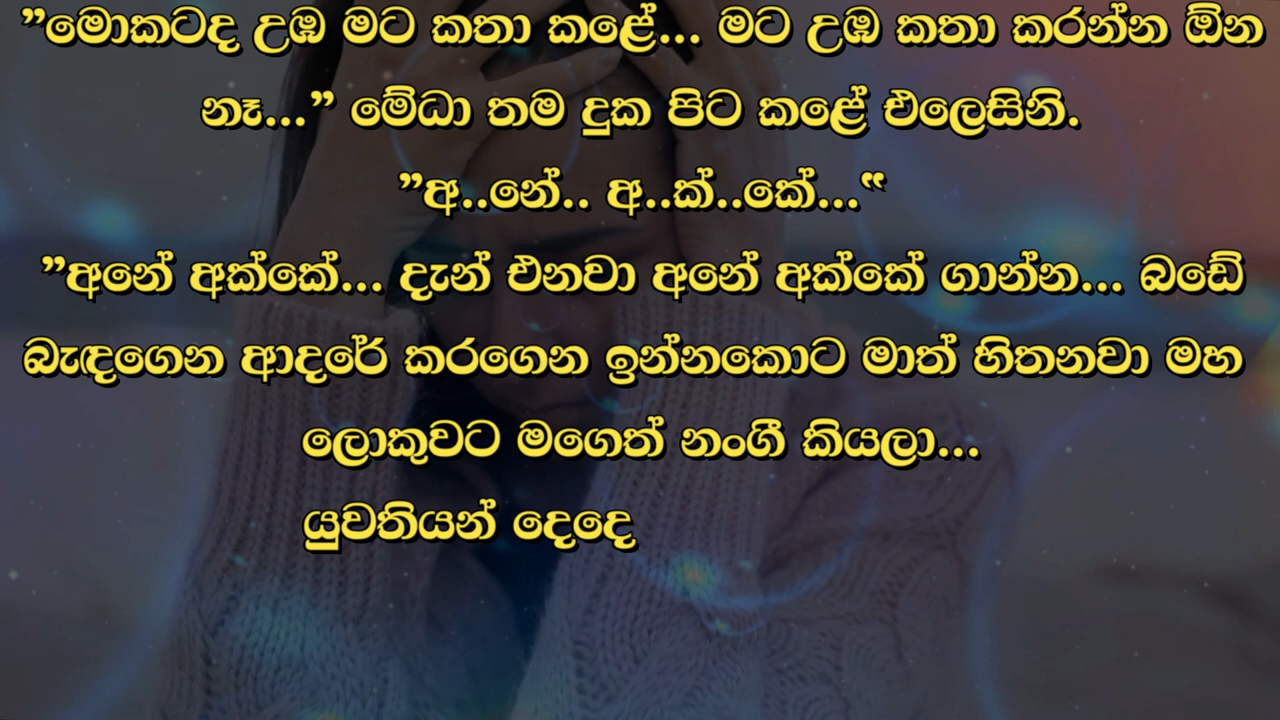 ”මොකටද උඹ මට කතා කළේ... මට උඹ කතා කරන්න ඕන
නෑ...” මේධා තම දුක පිට කළේ එලෙසිනි.
”අ..නේ.. අ..ක්..කේ...‟
”අනේ අක්කේ... දැන් එනවා අනේ අක්කේ ගාන්න... බඩේ
බැඳගෙන ආදරේ කරගෙන ඉන්නකොට මාත් හිතනවා මහ
ලොකුවට මගෙත් නංගී කියලා...
යුවතියන් දෙදෙ